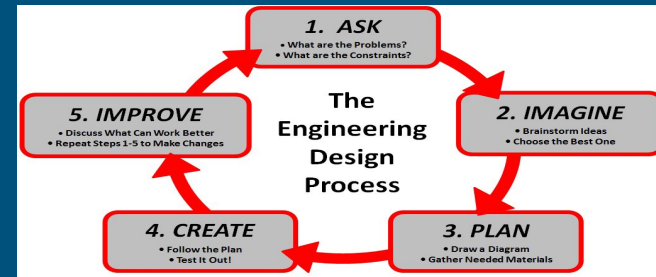 1. ASK
• What are the Problems?
• What are the Constraints?
2. IMAGINE
• Brainstorm Ideas
• Choose the Best One
3. PLAN
• Draw a Diagram
• Gather Needed Materials
4. CREATE
• Follow the Plan
• Test It Out!
5. IMPROVE
• Discuss What Can Work Better
• Repeat Steps 1-5 to Make Changes
The
Engineering
Design
Process